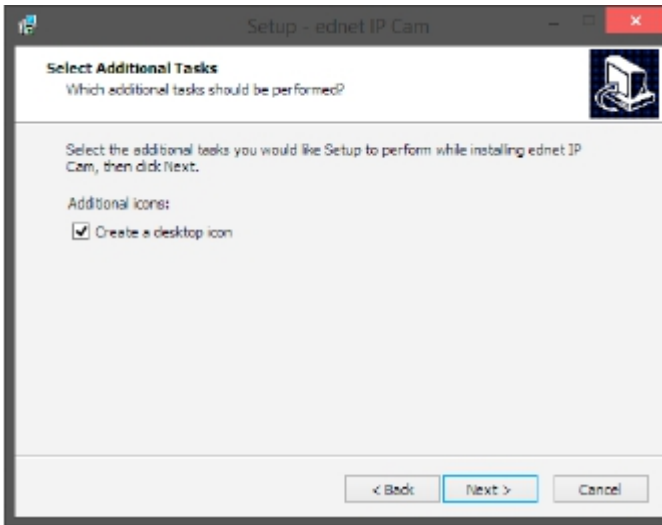 Setup - ednet IP Cam
Select Additional Tasks
Which additional tasks should be performed?
Select the additional tasks you would like Setup to perform while installing ednet IP
Cam, then click Next.
Additional icons:
Create a desktop icon
< Back Next > Cancel